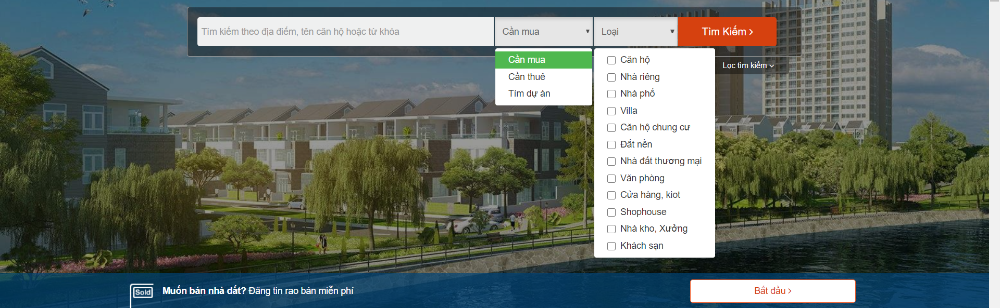 Tìm kiếm theo địa điểm, tên căn hộ hoặc từ khóa
Cần mua
Loại
Tìm Kiếm
Lọc tìm kiếm
Cần mua
Cần thuê
Tìm dự án
Căn hộ
Nhà riêng
Nhà phố
Villa
Căn hộ chung cư
Đất nền
Nhà đất thương mại
Văn phòng
Cửa hàng, kiot
Shophouse
Nhà kho, Xưởng
Khách sạn
Sold
Muốn bán nhà đất? Đăng tin rao bán miễn phí
Bắt đầu